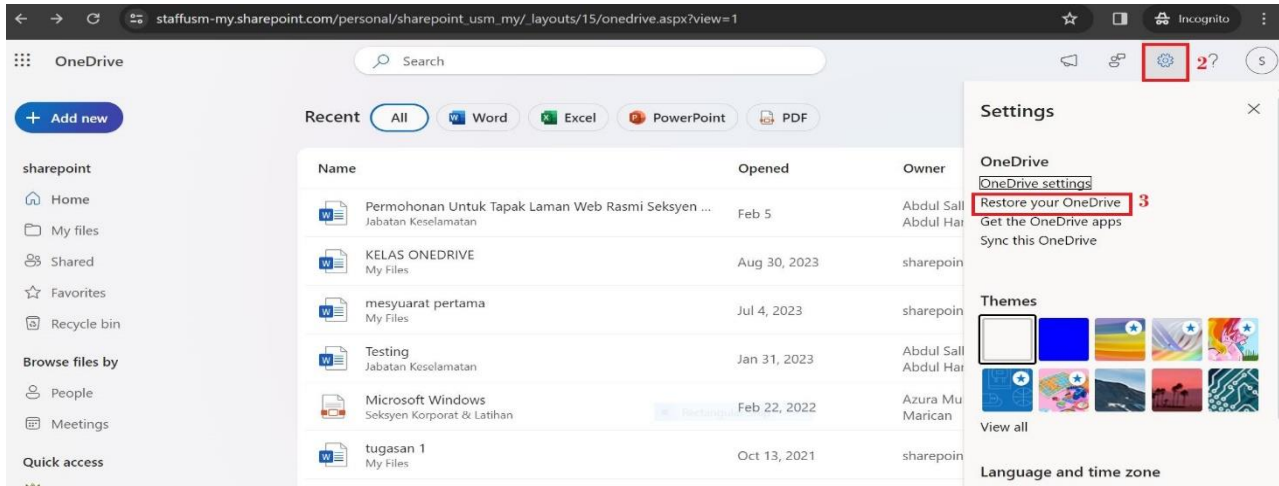 staffusm-my.sharepoint.com/personal/sharepoint_usm_my/_layouts/15/onedrive.aspx?view=1
Incognito
OneDrive
Search
2
?
S
+ Add new
Recent
All
Word
Excel
PowerPoint
PDF
Settings
sharepoint
Home
My files
Shared
Favorites
Recycle bin
Browse files by
People
Meetings
Quick access
Name Opened Owner
Permohonan Untuk Tapak Laman Web Rasmi Seksyen ... Feb 5 Abdul Sall
Jabatan Keselamatan Abdul Har
KELAS ONEDRIVE Aug 30, 2023 sharepoin
My Files
mesyuarat pertama Jul 4, 2023 sharepoin
My Files
Testing Jan 31, 2023 Abdul Sall
Jabatan Keselamatan Abdul Har
Microsoft Windows Feb 22, 2022 Azura Mu
Seksyen Korporat & Latihan Marican
tugasan 1 Oct 13, 2021 sharepoin
My Files
OneDrive
OneDrive settings
Restore your OneDrive 3
Get the OneDrive apps
Sync this OneDrive
Themes
View all
Language and time zone